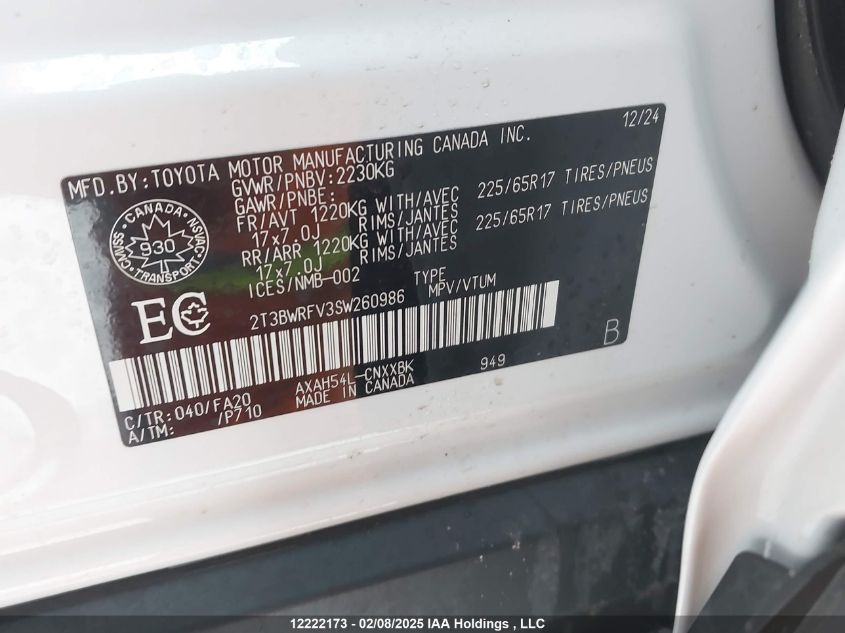 12/24
MFD.BY:TOYOTA MOTOR MANUFACTURING CANADA INC.
GVWR/PNBV:2230KG
GAWR/PNBE:
FR/AVT 1220KG WITH/AVEC 225/65R17 TIRES/PNEUS
17x7.0J RIMS/JANTES
RR/ARR 1220KG WITH/AVEC 225/65R17 TIRES/PNEUS
17x7.0J RIMS/JANTES
ICES/NMB-002
TYPE
MPV/VTUM
CANADA
NSVAC
930
TRANSPORT
CMVSS
EC
2T3BWRFV3SW260986
B
AXAH54L-CNXXBK 949
MADE IN CANADA
C/TR:040/FA20
A/TM: /P710
12222173 - 02/08/2025 IAA Holdings , LLC